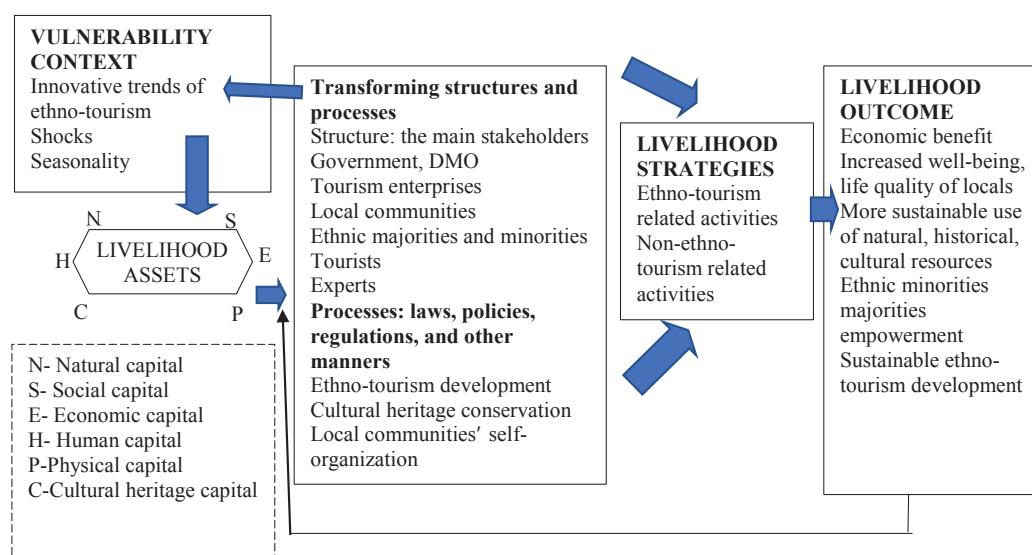 VULNERABILITY
CONTEXT
Innovative trends of
ethno-tourism
Shocks
Seasonality
N
S
H
LIVELIHOOD
ASSETS
E
C
P
N- Natural capital
S- Social capital
E- Economic capital
H- Human capital
P-Physical capital
C-Cultural heritage capital
Transforming structures and
processes
Structure: the main stakeholders
Government, DMO
Tourism enterprises
Local communities
Ethnic majorities and minorities
Tourists
Experts
Processes: laws, policies,
regulations, and other
manners
Ethno-tourism development
Cultural heritage conservation
Local communities’ self-
organization
LIVELIHOOD
STRATEGIES
Ethno-tourism
related activities
Non-ethno-
tourism related
activities
LIVELIHOOD
OUTCOME
Economic benefit
Increased well-being,
life quality of locals
More sustainable use
of natural, historical,
cultural resources
Ethnic minorities
majorities
empowerment
Sustainable ethno-
tourism development